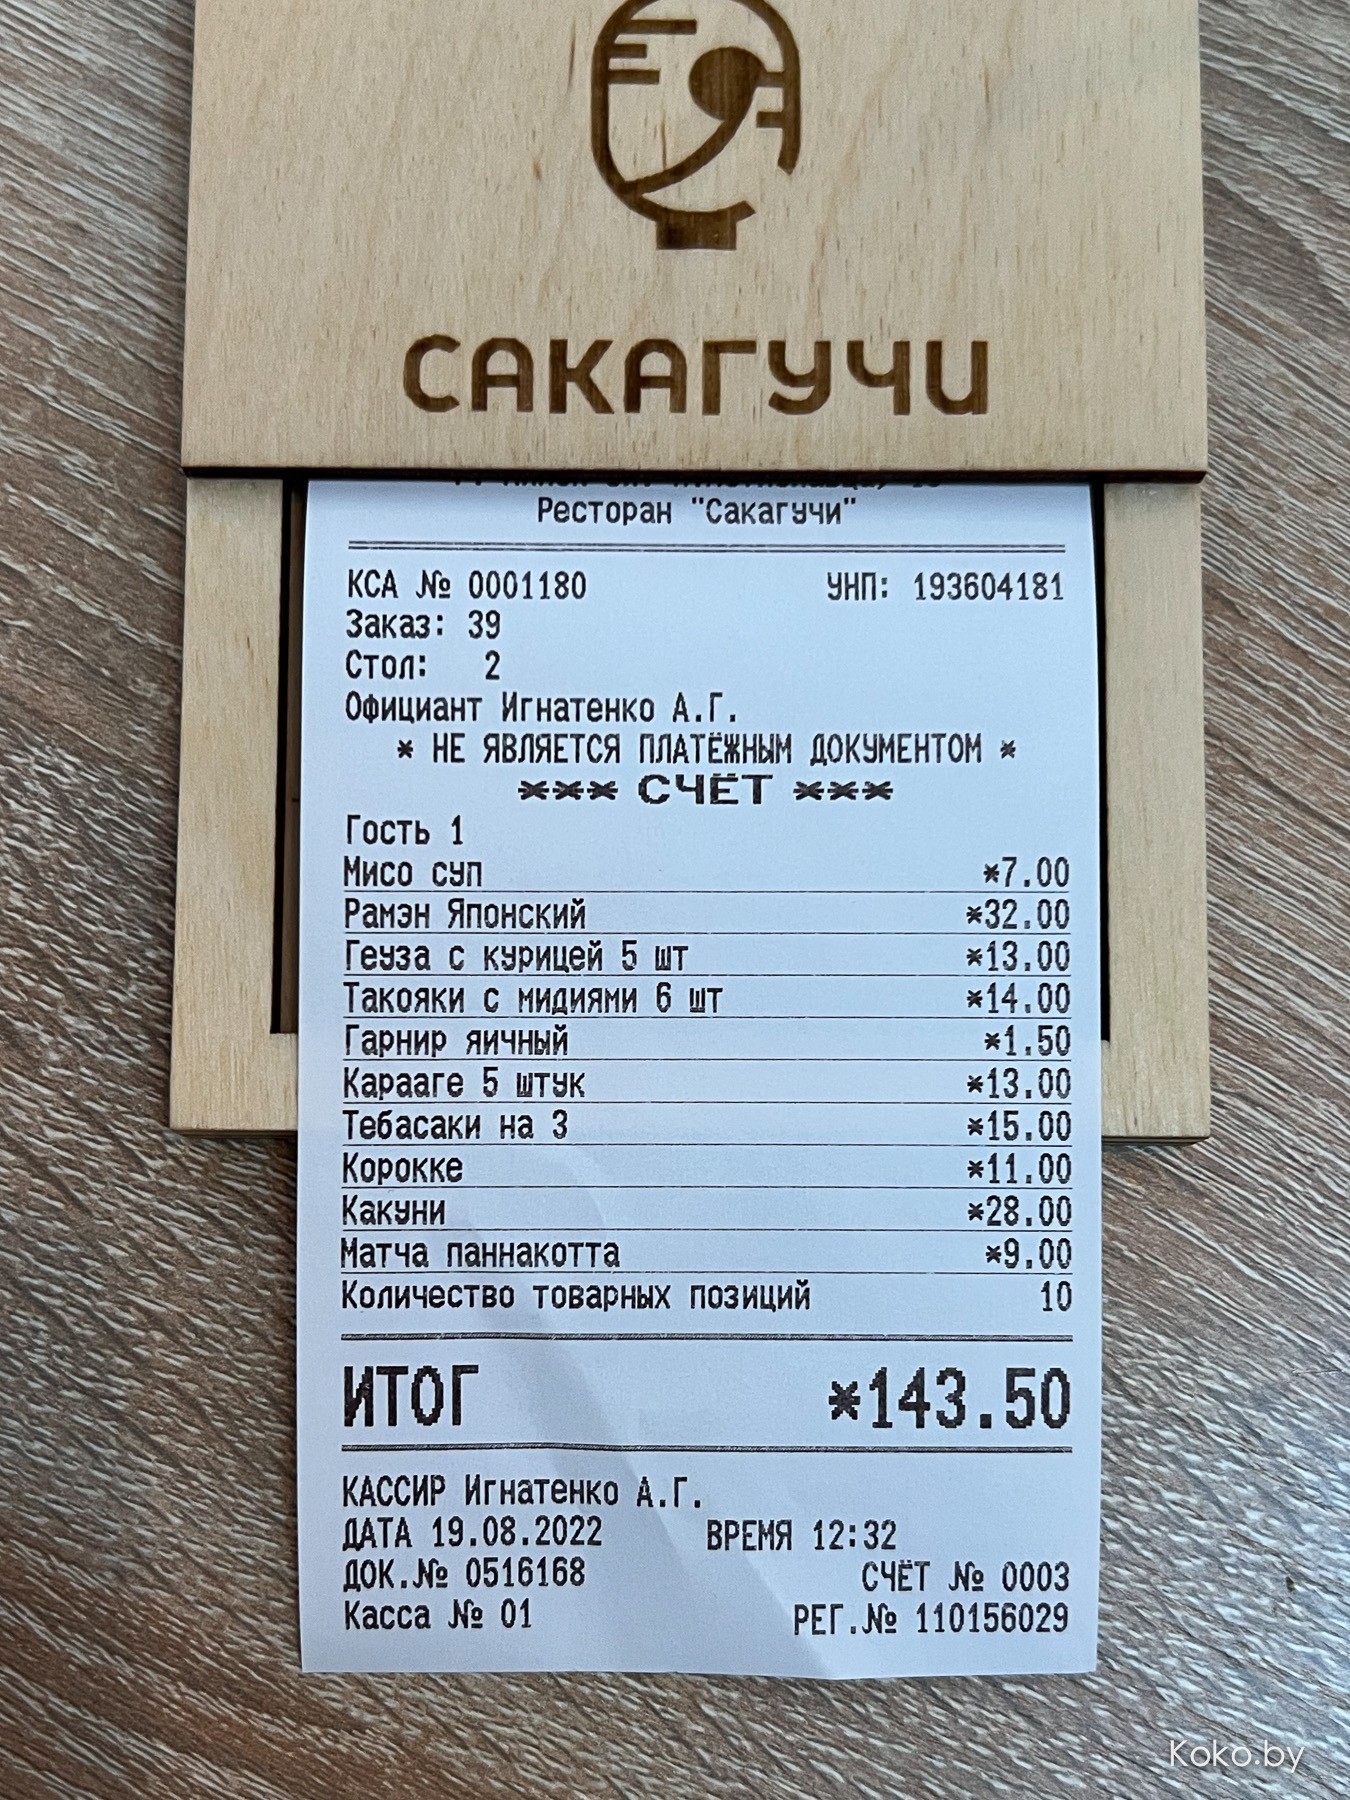 САКАГУЧИ
Ресторан "Сакагучи"
КСА № 0001180 УНП: 193604181
Заказ: 39
Стол: 2
Официант Игнатенко А.Г.
* НЕ ЯВЛЯЕТСЯ ПЛАТЁЖНЫМ ДОКУМЕНТОМ *
*** СЧЁТ ***
Гость 1
Мисо суп *7.00
Рамэн Японский *32.00
Геуза с курицей 5 шт *13.00
Такояки с мидиями 6 шт *14.00
Гарнир яичный *1.50
Караагe 5 штук *13.00
Тебасаки на 3 *15.00
Корокке *11.00
Какуни *28.00
Матча паннакотта *9.00
Количество товарных позиций 10
ИТОГ *143.50
КАССИР Игнатенко А.Г.
ДАТА 19.08.2022 ВРЕМЯ 12:32
ДОК.№ 0516168 СЧЁТ № 0003
Касса № 01 РЕГ.№ 110156029
Koko.by